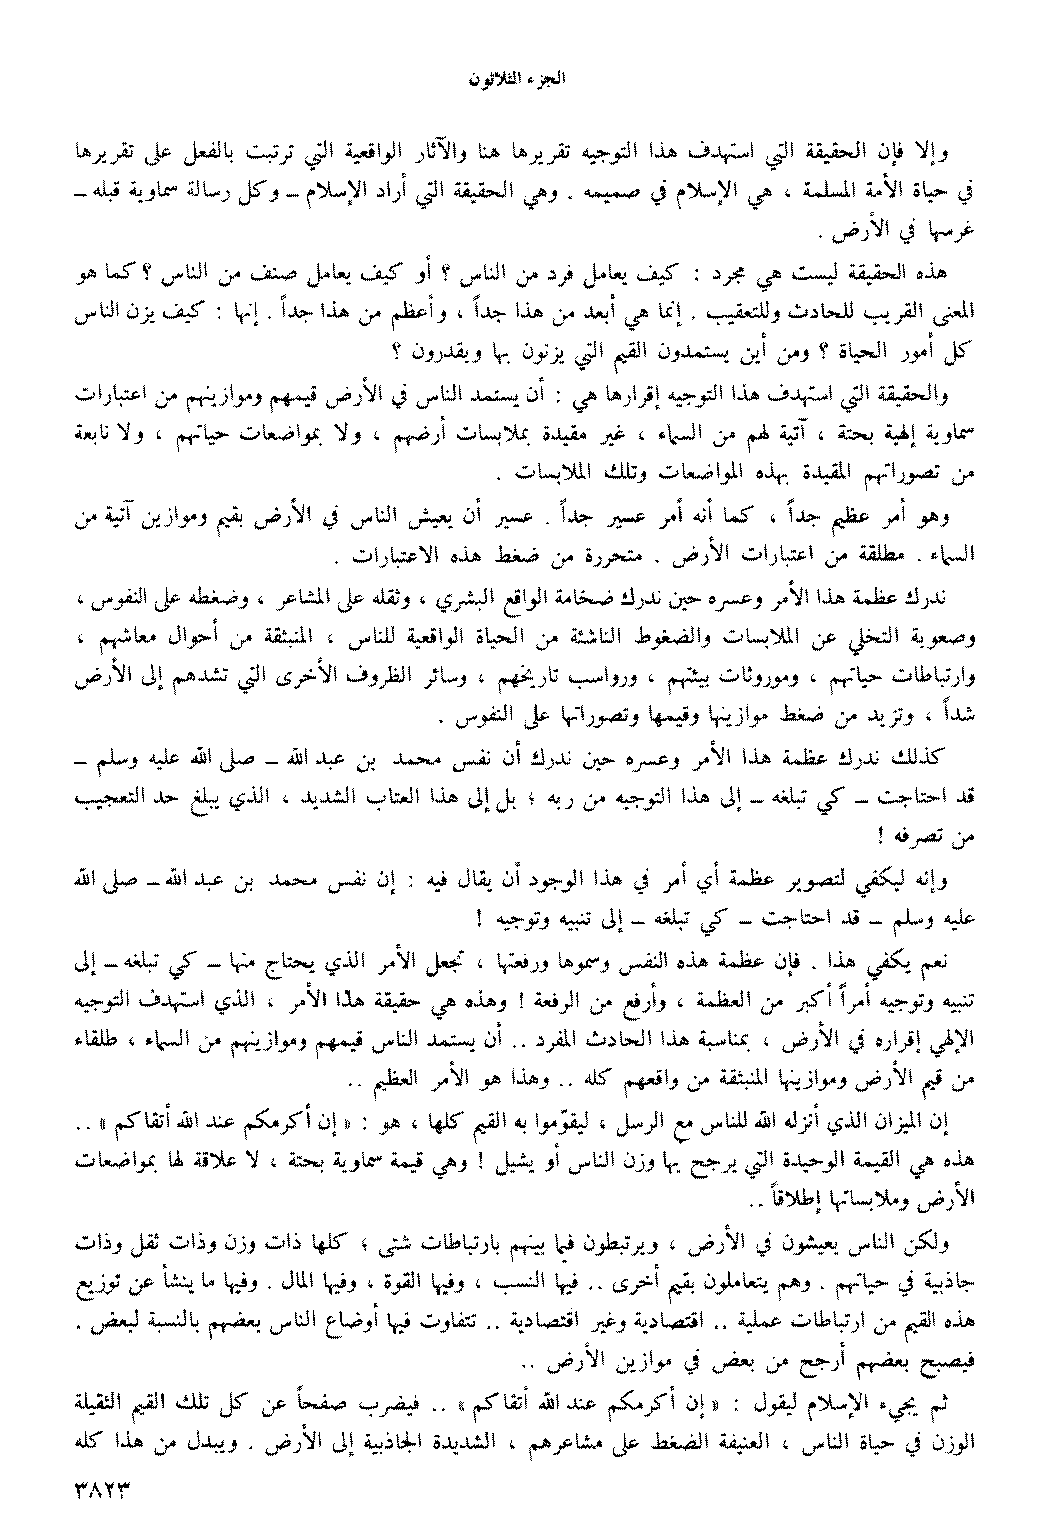 الجزء الثلاثون
وإلا فإن الحقيقة التي استهدف هذا التوجيه تقريرها هنا والآثار الواقعية التي ترتبت بالفعل على تقريرها
في حياة الأمة المسلمة ، هي الإسلام في صميمه . وهي الحقيقة التي أراد الإسلام – وكل رسالة سماوية قبله –
غرسها في الأرض .
هذه الحقيقة ليست هي مجرد : كيف يعامل فرد من الناس ؟ أو كيف يعامل صنف من الناس ؟ كما هو
المعنى القريب للحادث وللتعقيب . إنما هي أبعد من هذا جداً ، وأعظم من هذا جداً . إنها : كيف يزن الناس
كل أمور الحياة ؟ ومن أين يستمدون القيم التي يزنون بها ويقدرون ؟
والحقيقة التي استهدف هذا التوجيه إقرارها هي : أن يستمد الناس في الأرض قيمهم وموازينهم من اعتبارات
سماوية إلهية بحتة ، آتية لهم من السماء ، غير مقيدة بملابسات أرضهم ، ولا بمواضعات حياتهم ، ولا نابعة
من تصوراتهم المقيدة بهذه المواضعات وتلك الملابسات .
وهو أمر عظيم جداً ، كما أنه أمر عسير جداً . عسير أن يعيش الناس في الأرض بقيم وموازين آتية من
السماء . مطلقة من اعتبارات الأرض . متحررة من ضغط هذه الاعتبارات .
ندرك عظمة هذا الأمر وعسره حين ندرك ضخامة الواقع البشري ، وثقله على المشاعر ، وضغطه على النفوس ،
وصعوبة التخلي عن الملابسات والضغوط الناشئة من الحياة الواقعية للناس ، المنبثقة من أحوال معاشهم ،
وارتباطات حياتهم ، وموروثات بيئتهم ، ورواسب تاريخهم ، وسائر الظروف الأخرى التي تشدهم إلى الأرض
شداً ، وتزيد من ضغط موازينها وقيمها وتصوراتها على النفوس .
كذلك ندرك عظمة هذا الأمر وعسره حين ندرك أن نفس محمد بن عبد الله – صلى الله عليه وسلم –
قد احتاجت – كي تبلغه – إلى هذا التوجيه من ربه ؛ بل إلى هذا العتاب الشديد ، الذي يبلغ حد التعجيب
من تصرفه !
وإنه ليكفي لتصوير عظمة أي أمر في هذا الوجود أن يقال فيه : إن نفس محمد بن عبد الله – صلى الله
عليه وسلم – قد احتاجت – كي تبلغه – إلى تنبيه وتوجيه !
نعم يكفي هذا . فإن عظمة هذه النفس وسموها ورفعتها ، تجعل الأمر الذي يحتاج منها – كي تبلغه – إلى
تنبيه وتوجيه أمراً أكبر من العظمة ، وأرفع من الرفعة ! وهذه هي حقيقة هذا الأمر ، الذي استهدف التوجيه
الإلهي إقراره في الأرض ، بمناسبة هذا الحادث المفرد .. أن يستمد الناس قيمهم وموازينهم من السماء ، طلقاء
من قيم الأرض وموازينها المنبثقة من واقعهم كله .. وهذا هو الأمر العظيم ..
إن الميزان الذي أنزله الله للناس مع الرسل ، ليقوّموا به القيم كلها ، هو : « إن أكرمكم عند الله أتقاكم » ..
هذه هي القيمة الوحيدة التي يرجح بها وزن الناس أو يشيل ! وهي قيمة سماوية بحتة ، لا علاقة لها بمواضعات
الأرض وملابساتها إطلاقاً ..
ولكن الناس يعيشون في الأرض ، ويرتبطون فيما بينهم بارتباطات شتى ؛ كلها ذات وزن وذات ثقل وذات
جاذبية في حياتهم . وهم يتعاملون بقيم أخرى .. فيها النسب ، وفيها القوة ، وفيها المال . وفيها ما ينشأ عن توزيع
هذه القيم من ارتباطات عملية .. اقتصادية وغير اقتصادية .. تتفاوت فيها أوضاع الناس بعضهم بالنسبة لبعض .
فيصبح بعضهم أرجح من بعض في موازين الأرض ..
ثم يجيء الإسلام ليقول : « إن أكرمكم عند الله أتقاكم » .. فيضرب صفحاً عن كل تلك القيم الثقيلة
الوزن في حياة الناس ، العنيفة الضغط على مشاعرهم ، الشديدة الجاذبية إلى الأرض . ويبدل من هذا كله
٣٨٢٣